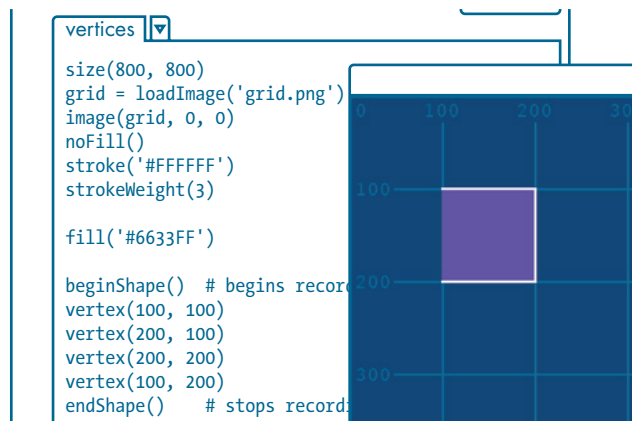 vertices
size(800, 800)
grid = loadImage('grid.png')
image(grid, 0, 0)
noFill()
stroke('#FFFFFF')
strokeWeight(3)
fill('#6633FF')
beginShape()  # begins record
vertex(100, 100)
vertex(200, 100)
vertex(200, 200)
vertex(100, 200)
endShape()    # stops record
0 100 200 30
100
200
300